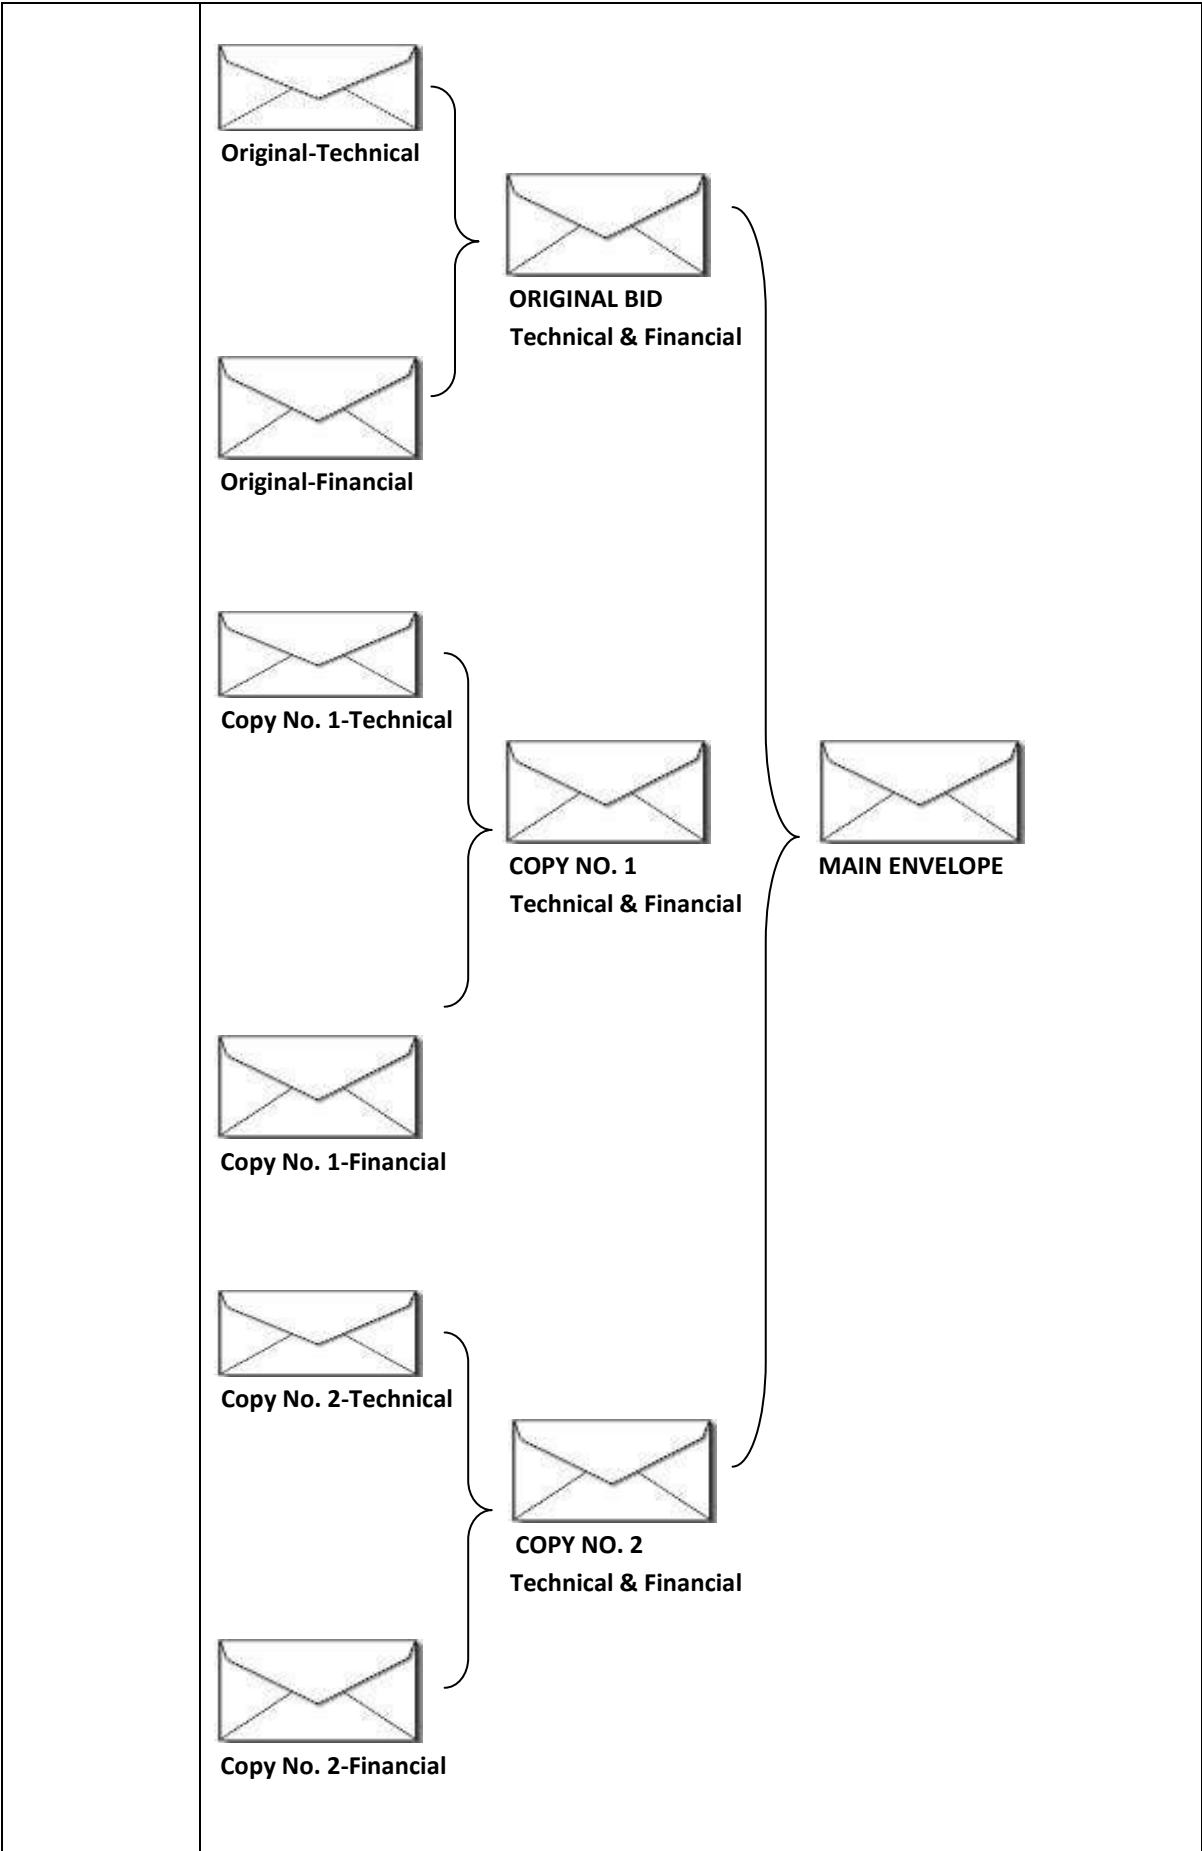 Original-Technical
ORIGINAL BID
Technical & Financial
Original-Financial
Copy No. 1-Technical
COPY NO. 1
Technical & Financial
MAIN ENVELOPE
Copy No. 1-Financial
Copy No. 2-Technical
COPY NO. 2
Technical & Financial
Copy No. 2-Financial